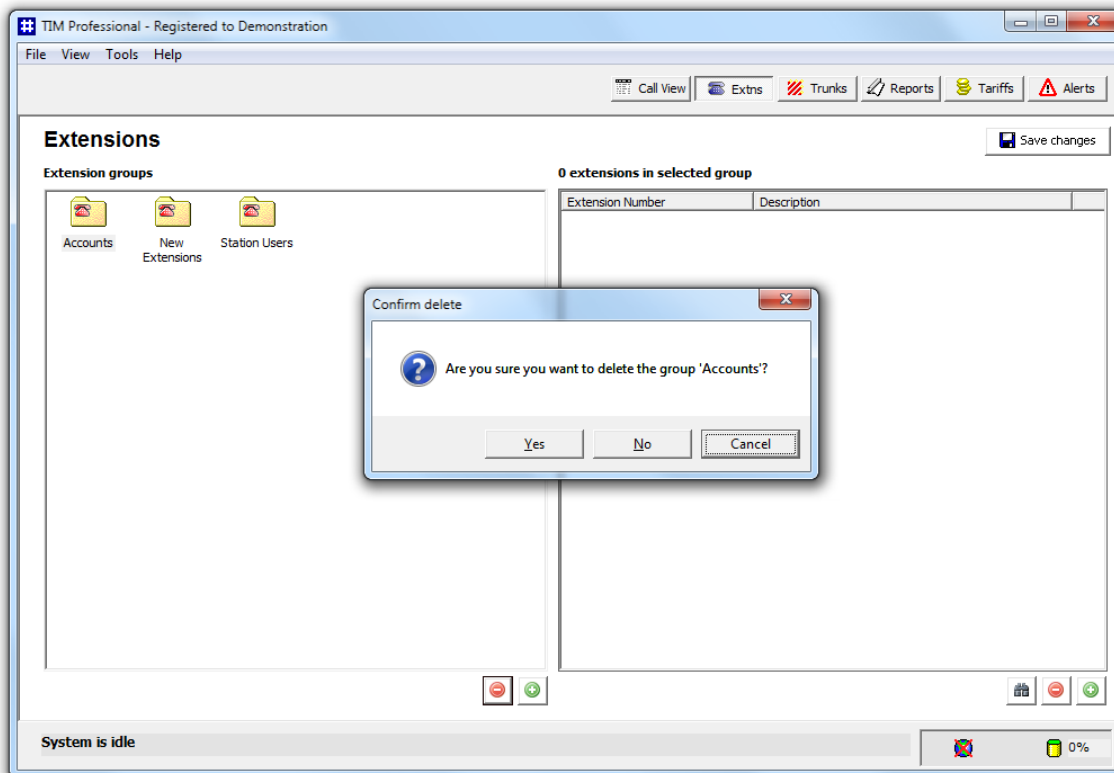 TIM Professional - Registered to Demonstration
File View Tools Help
Call View Extns Trunks Reports Tariffs Alerts
Extensions
Save changes
Extension groups
0 extensions in selected group
Extension Number Description
Accounts
New
Extensions
Station Users
Confirm delete
Are you sure you want to delete the group 'Accounts'?
Yes No Cancel
System is idle
0%